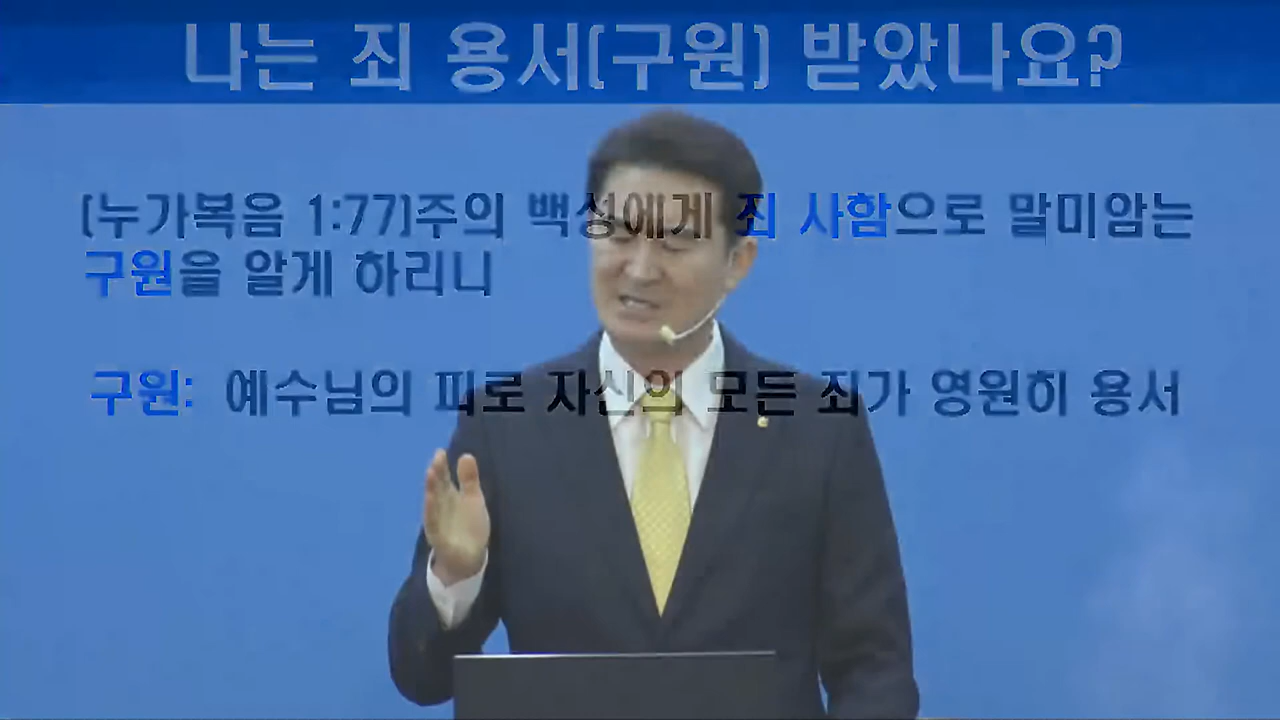 나는 죄 용서(구원) 받았나요?
(누가복음 1:77)주의 백성에게 죄 사함으로 말미암는
구원을 알게 하리니
구원: 예수님의 피로 자신의 모든 죄가 영원히 용서